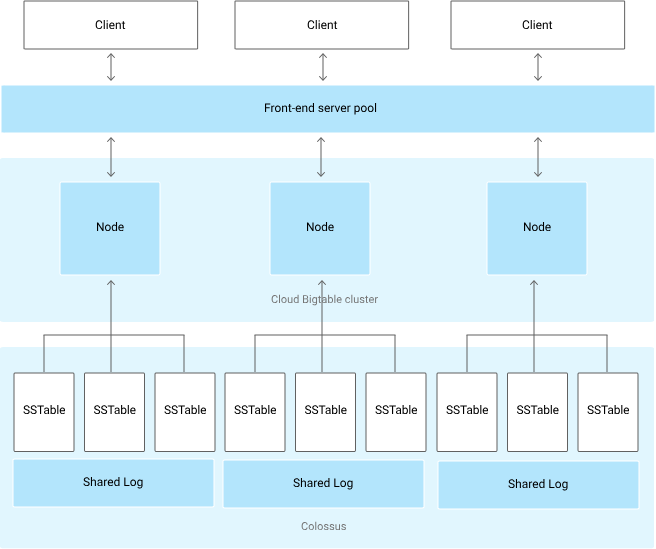 Client
Client
Client
Front-end server pool
Node
Node
Node
Cloud Bigtable cluster
SSTable
SSTable
SSTable
SSTable
SSTable
SSTable
SSTable
SSTable
SSTable
Shared Log
Shared Log
Shared Log
Colossus